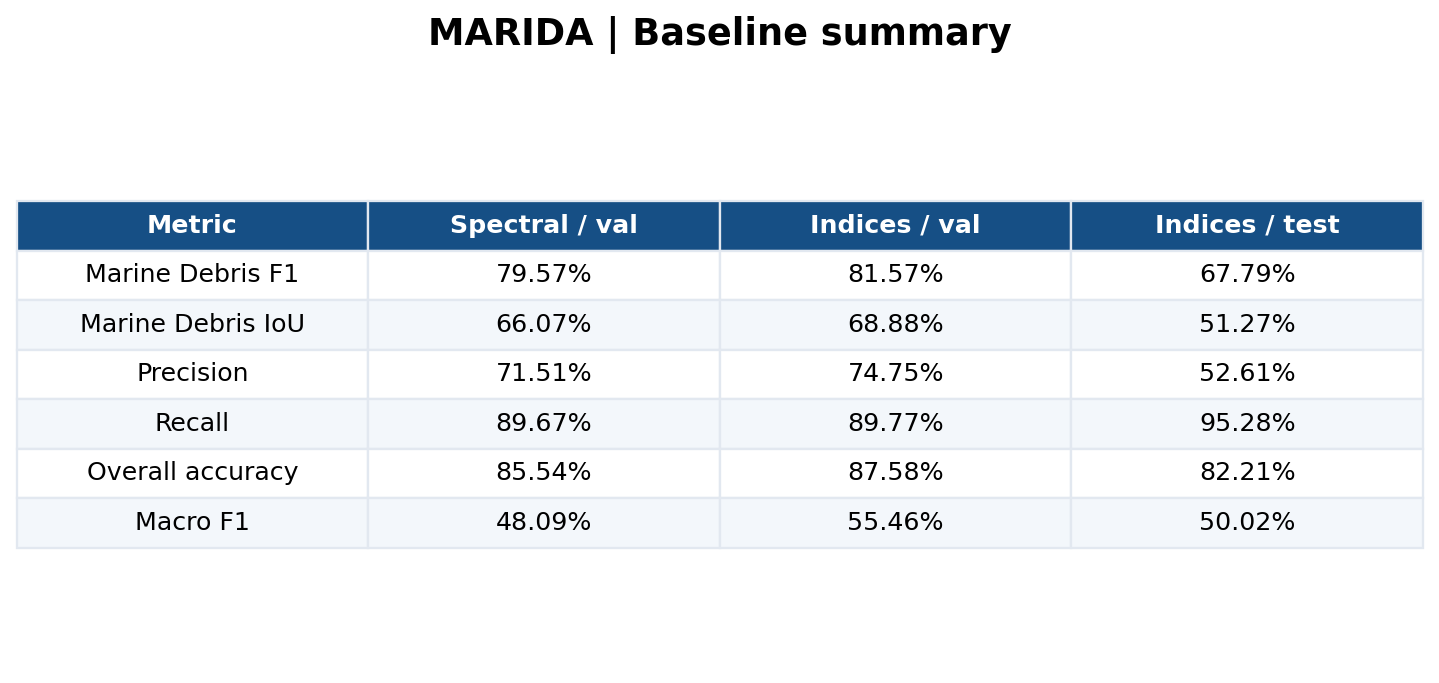 MARIDA | Baseline summary
Metric Spectral / val Indices / val Indices / test
Marine Debris F1 79.57% 81.57% 67.79%
Marine Debris IoU 66.07% 68.88% 51.27%
Precision 71.51% 74.75% 52.61%
Recall 89.67% 89.77% 95.28%
Overall accuracy 85.54% 87.58% 82.21%
Macro F1 48.09% 55.46% 50.02%